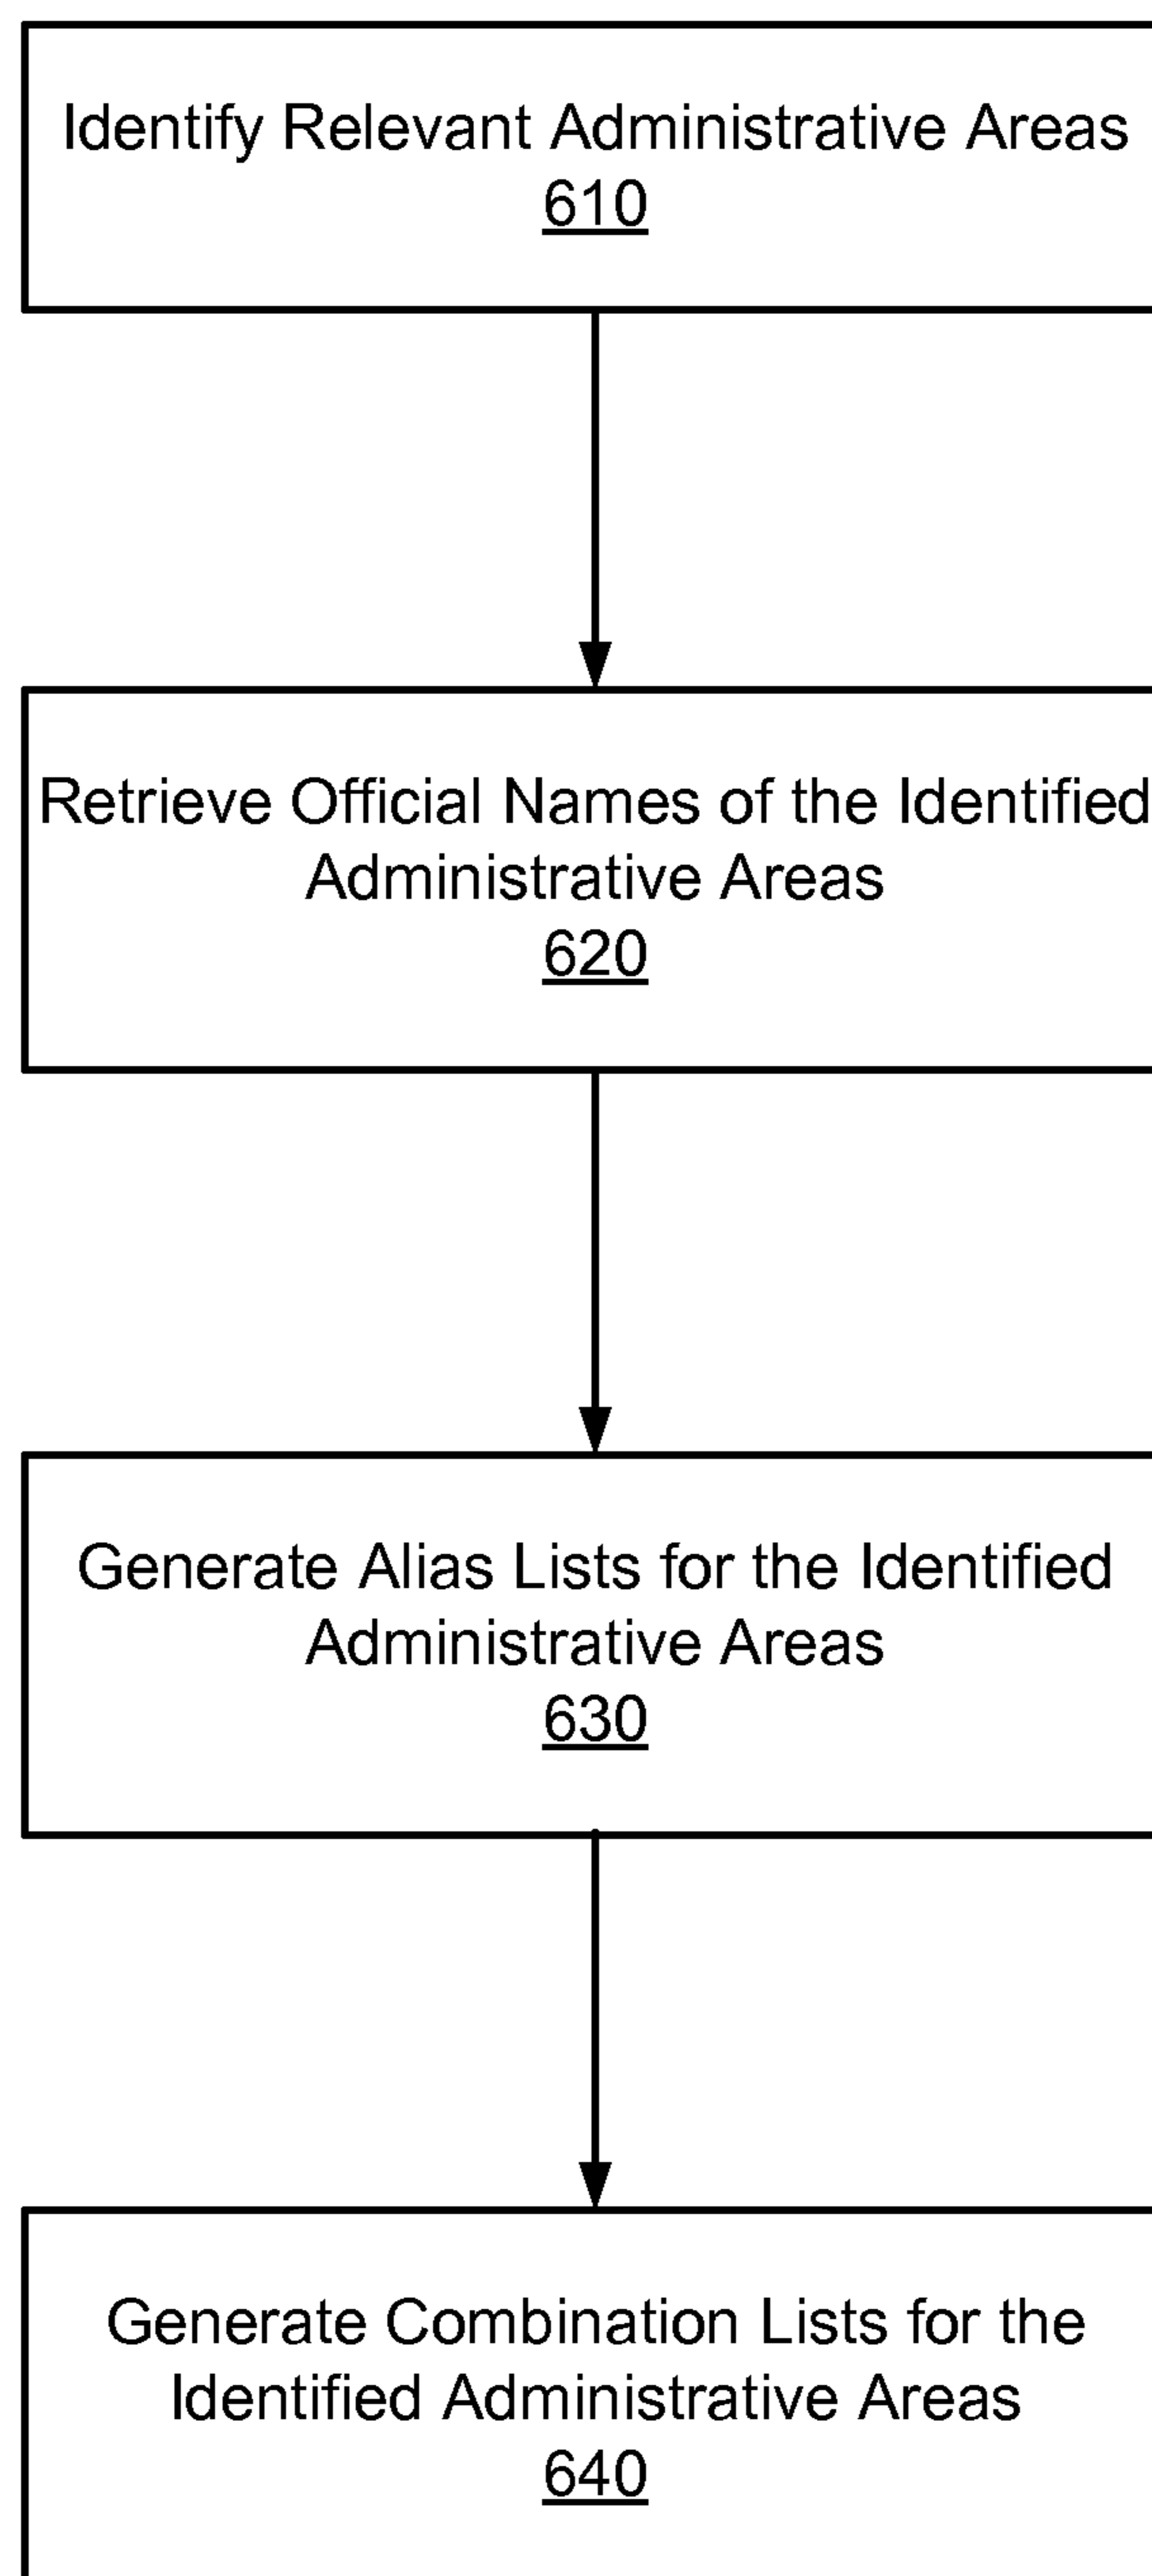 Identify Relevant Administrative Areas
610
Retrieve Official Names of the Identified
Administrative Areas
620
Generate Alias Lists for the Identified
Administrative Areas
630
Generate Combination Lists for the
Identified Administrative Areas
640